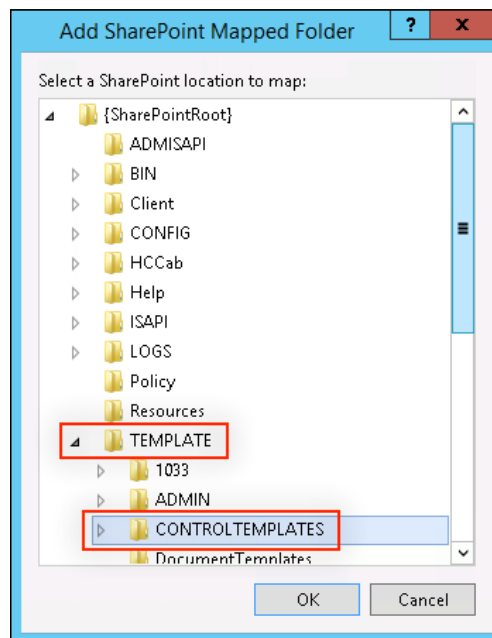 Add SharePoint Mapped Folder
?
x
Select a SharePoint location to map:
{SharePointRoot}
ADMISAPI
BIN
Client
CONFIG
HCCab
Help
ISAPI
LOGS
Policy
Resources
TEMPLATE
1033
ADMIN
CONTROLTEMPLATES
DocumentTemplates
OK
Cancel